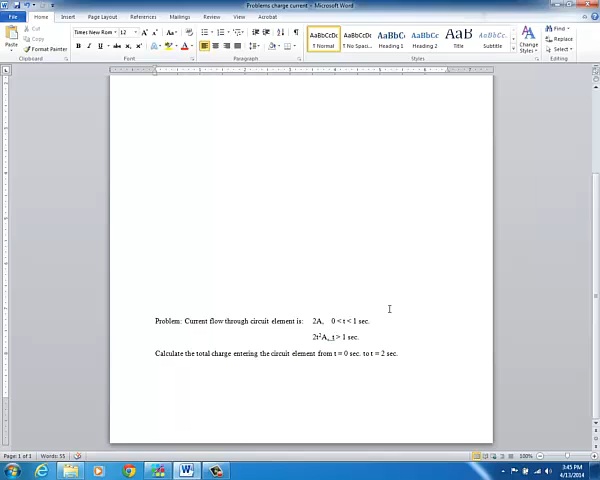 Problems charge current - Microsoft Word
File Home Insert Page Layout References Mailings Review View Acrobat
Paste
Cut
Copy
Format Painter
Clipboard
Times New Rom 12
B I U
Font
Paragraph
AaBbCcDc AaBbCcDc AaBbC AaBbCc AaB AaBbCc.
¶ Normal ¶ No Spaci... Heading 1 Heading 2 Title Subtitle
Styles
Change Styles
Find
Replace
Select
Editing
Problem: Current flow through circuit element is: 2A, 0 < t < 1 sec.
2t²A, t > 1 sec.
Calculate the total charge entering the circuit element from t = 0 sec. to t = 2 sec.
Page: 1 of 1 Words: 55 100%
3:45 PM
4/13/2014